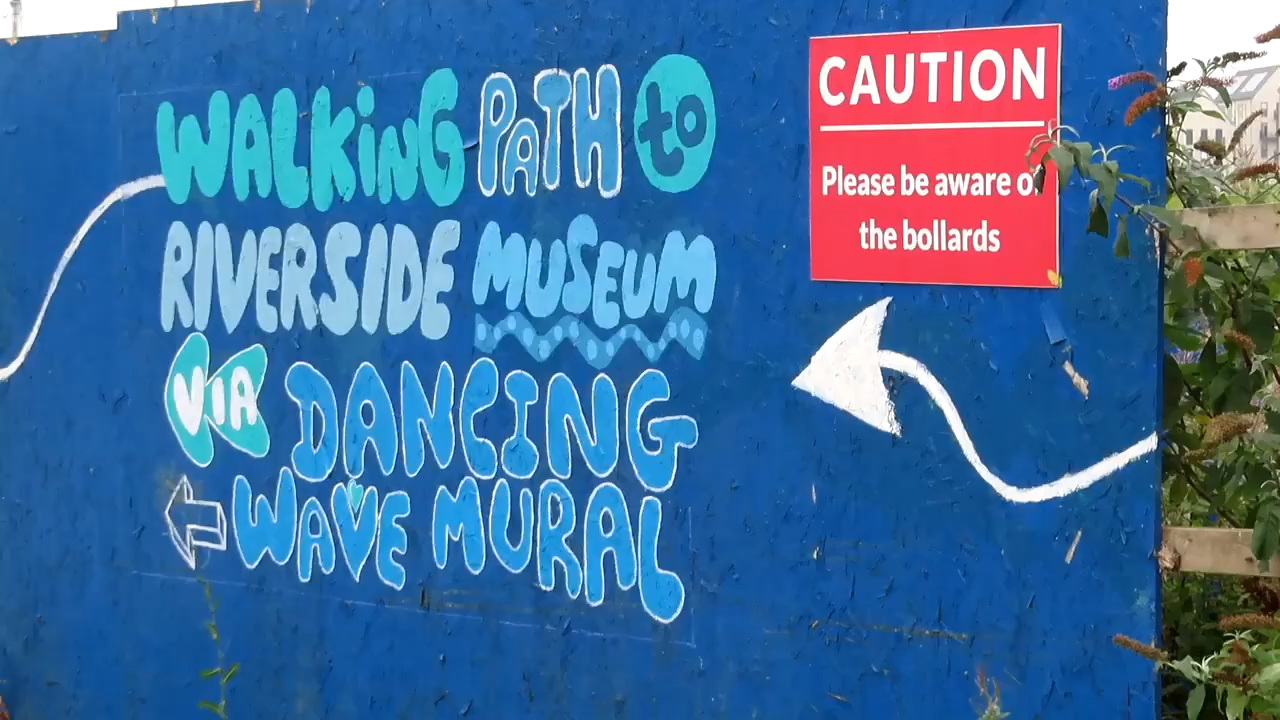 WALKiNG PATH to
RIVERSIDE MUSEUM
ViA DANCING
WAVE MURAL
CAUTION
Please be aware of
the bollards